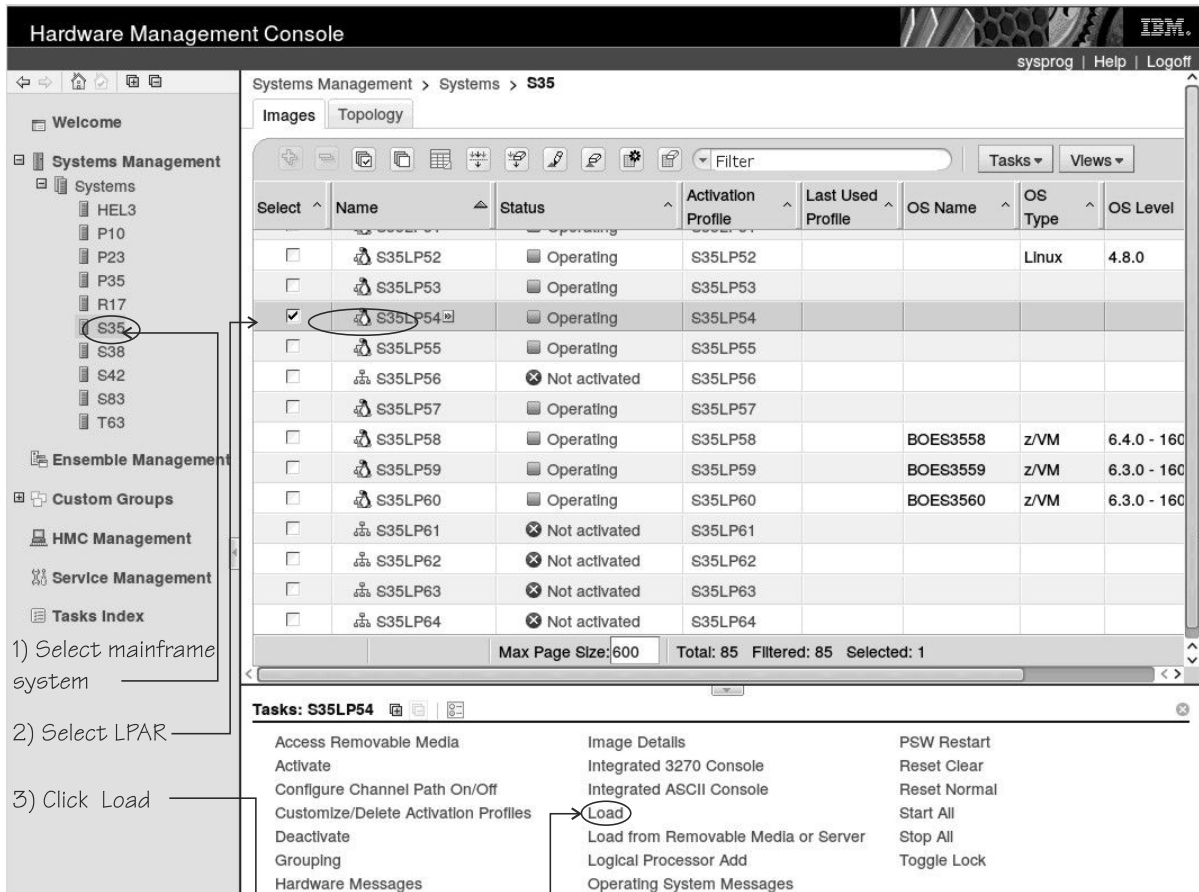 Hardware Management Console
IBM.
sysprog | Help | Logoff
Systems Management > Systems > S35
Images
Topology
Welcome
Systems Management
Systems
HEL3
P10
P23
P35
R17
S35
S38
S42
S83
T63
Ensemble Management
Custom Groups
HMC Management
Service Management
Tasks Index
1) Select mainframe
system
2) Select LPAR
3) Click Load
Filter
Tasks
Views
Select Name Status Activation Profile Last Used Profile OS Name OS Type OS Level
S35LP52 Operating S35LP52 Linux 4.8.0
S35LP53 Operating S35LP53
S35LP54 Operating S35LP54
S35LP55 Operating S35LP55
S35LP56 Not activated S35LP56
S35LP57 Operating S35LP57
S35LP58 Operating S35LP58 BOES3558 z/VM 6.4.0 - 160
S35LP59 Operating S35LP59 BOES3559 z/VM 6.3.0 - 160
S35LP60 Operating S35LP60 BOES3560 z/VM 6.3.0 - 160
S35LP61 Not activated S35LP61
S35LP62 Not activated S35LP62
S35LP63 Not activated S35LP63
S35LP64 Not activated S35LP64
Max Page Size: 600 Total: 85 Filtered: 85 Selected: 1
Tasks: S35LP54
Access Removable Media
Activate
Configure Channel Path On/Off
Customize/Delete Activation Profiles
Deactivate
Grouping
Hardware Messages
Image Details
Integrated 3270 Console
Integrated ASCII Console
Load
Load from Removable Media or Server
Logical Processor Add
Operating System Messages
PSW Restart
Reset Clear
Reset Normal
Start All
Stop All
Toggle Lock